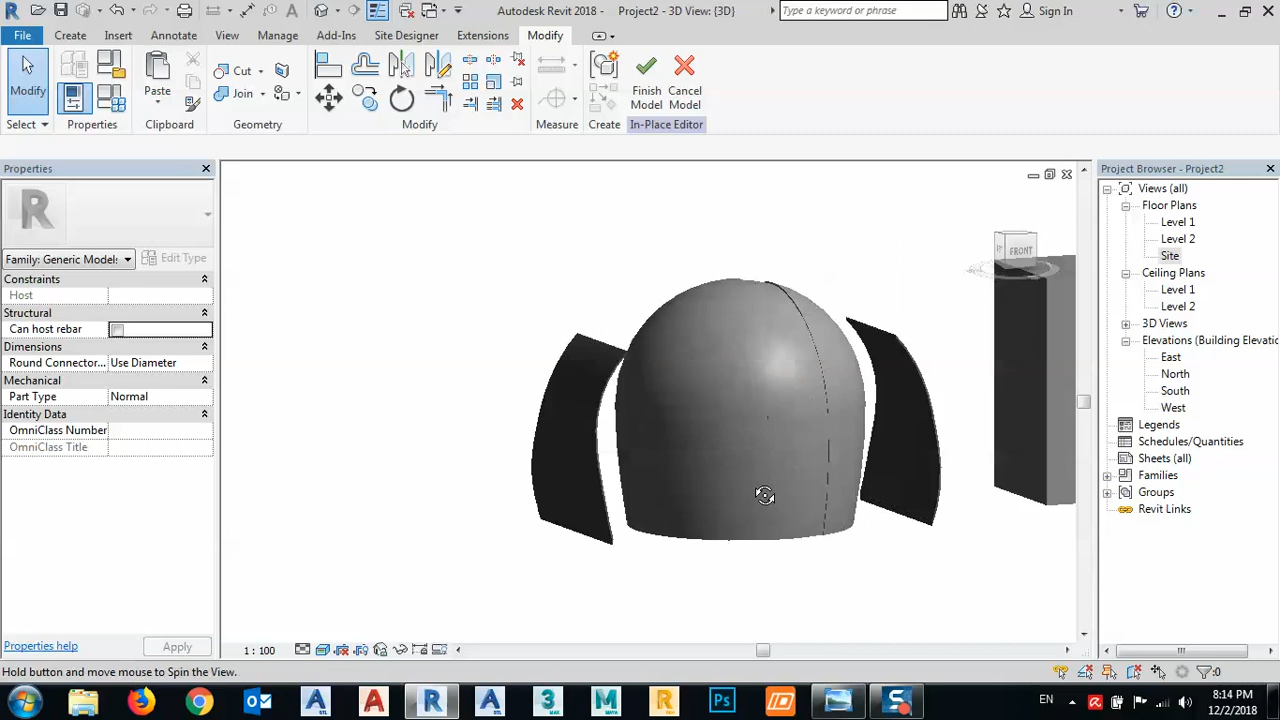 Autodesk Revit 2018 - Project2 - 3D View: {3D}
Type a keyword or phrase
Sign In
File Create Insert Annotate View Manage Add-Ins Site Designer Extensions Modify
Modify
Paste
Cut
Join
Finish Model
Cancel Model
Select Properties Clipboard Geometry Modify Measure Create In-Place Editor
Properties
Family: Generic Models
Edit Type
Constraints
Host
Structural
Can host rebar
Dimensions
Round Connector... Use Diameter
Mechanical
Part Type Normal
Identity Data
OmniClass Number
OmniClass Title
Properties help
Apply
FRONT
1 : 100
Project Browser - Project2
Views (all)
Floor Plans
Level 1
Level 2
Site
Ceiling Plans
Level 1
Level 2
3D Views
Elevations (Building Elevatio
East
North
South
West
Legends
Schedules/Quantities
Sheets (all)
Families
Groups
Revit Links
Hold button and move mouse to Spin the View.
:0
EN
8:14 PM
12/2/2018